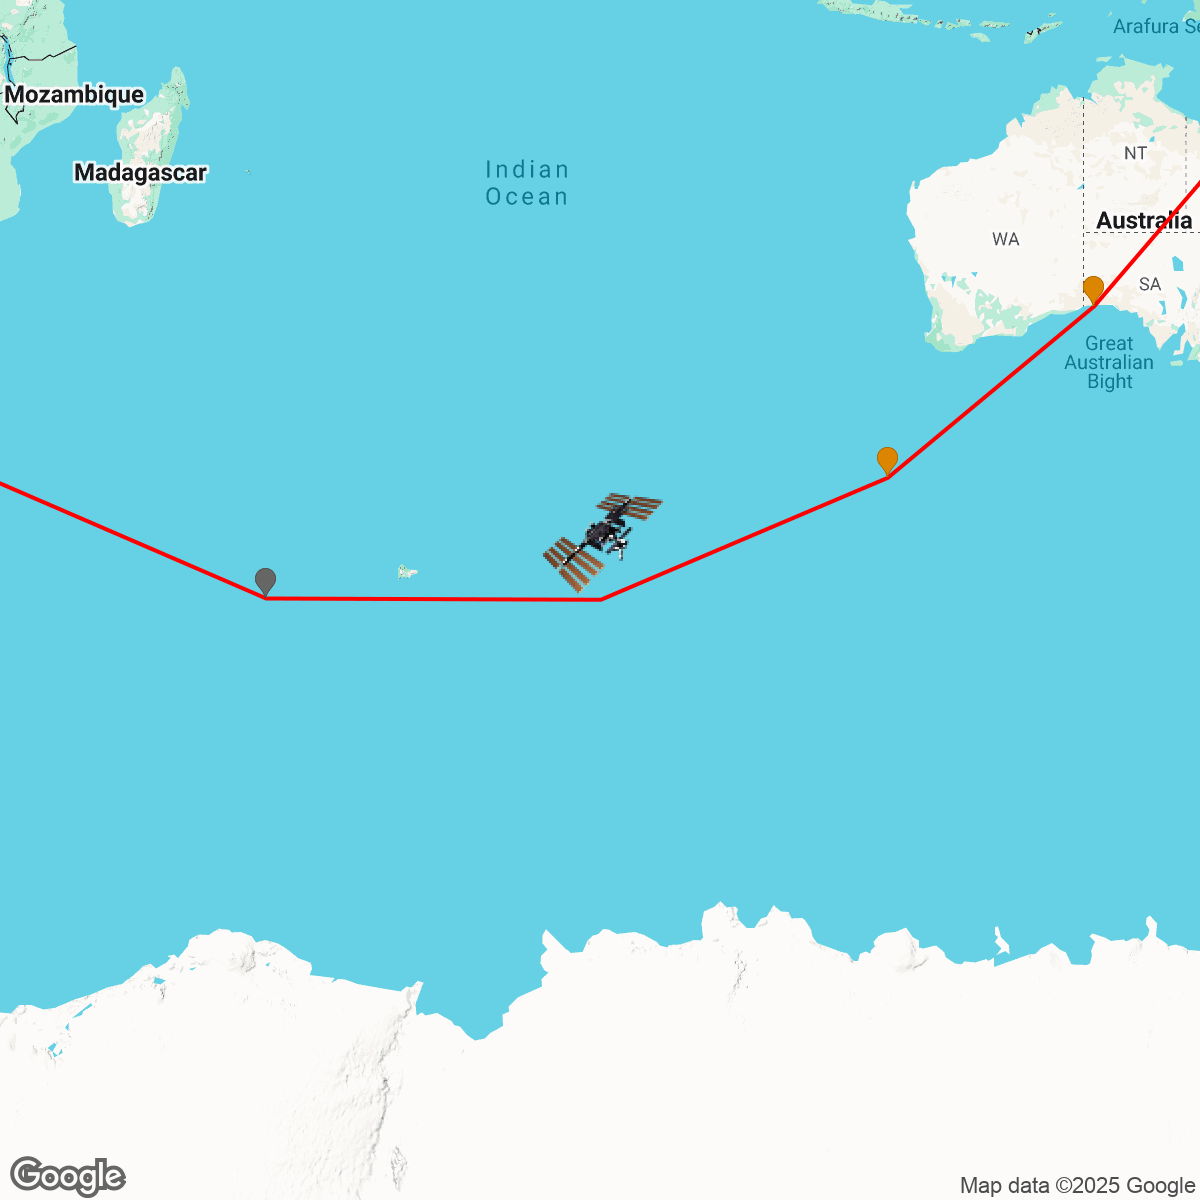 Arafura Se
Mozambique
Madagascar
Indian
Ocean
NT
Australia
WA
SA
Great
Australian
Bight
Google
Map data ©2025 Google